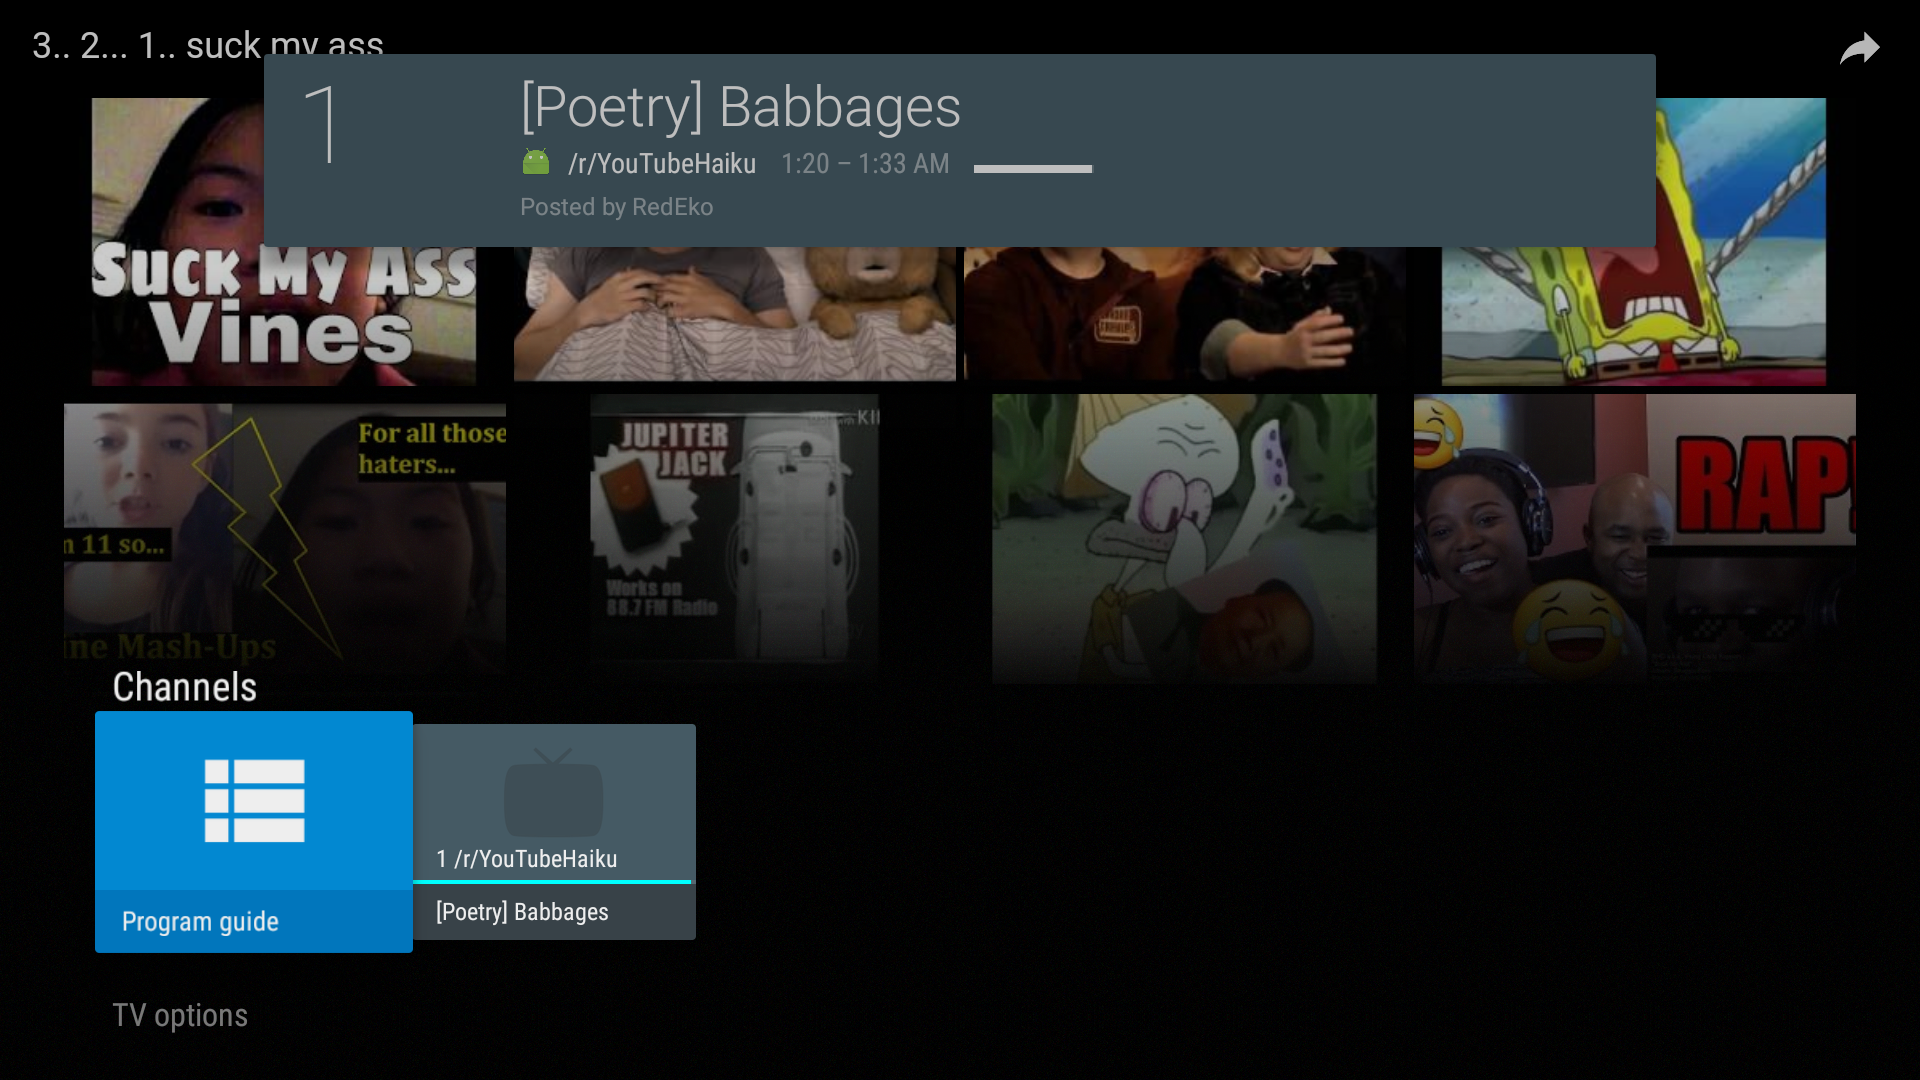 3.. 2... 1.. suck my ass
1
[Poetry] Babbages
/r/YouTubeHaiku 1:20 – 1:33 AM
Posted by RedEko
SUCK MY ASS
Vines
For all those
haters...
11 so...
Mash-Ups
JUPITER
JACK
Works on
88.7 FM Radio
RAP
Channels
Program guide
1 /r/YouTubeHaiku
[Poetry] Babbages
TV options